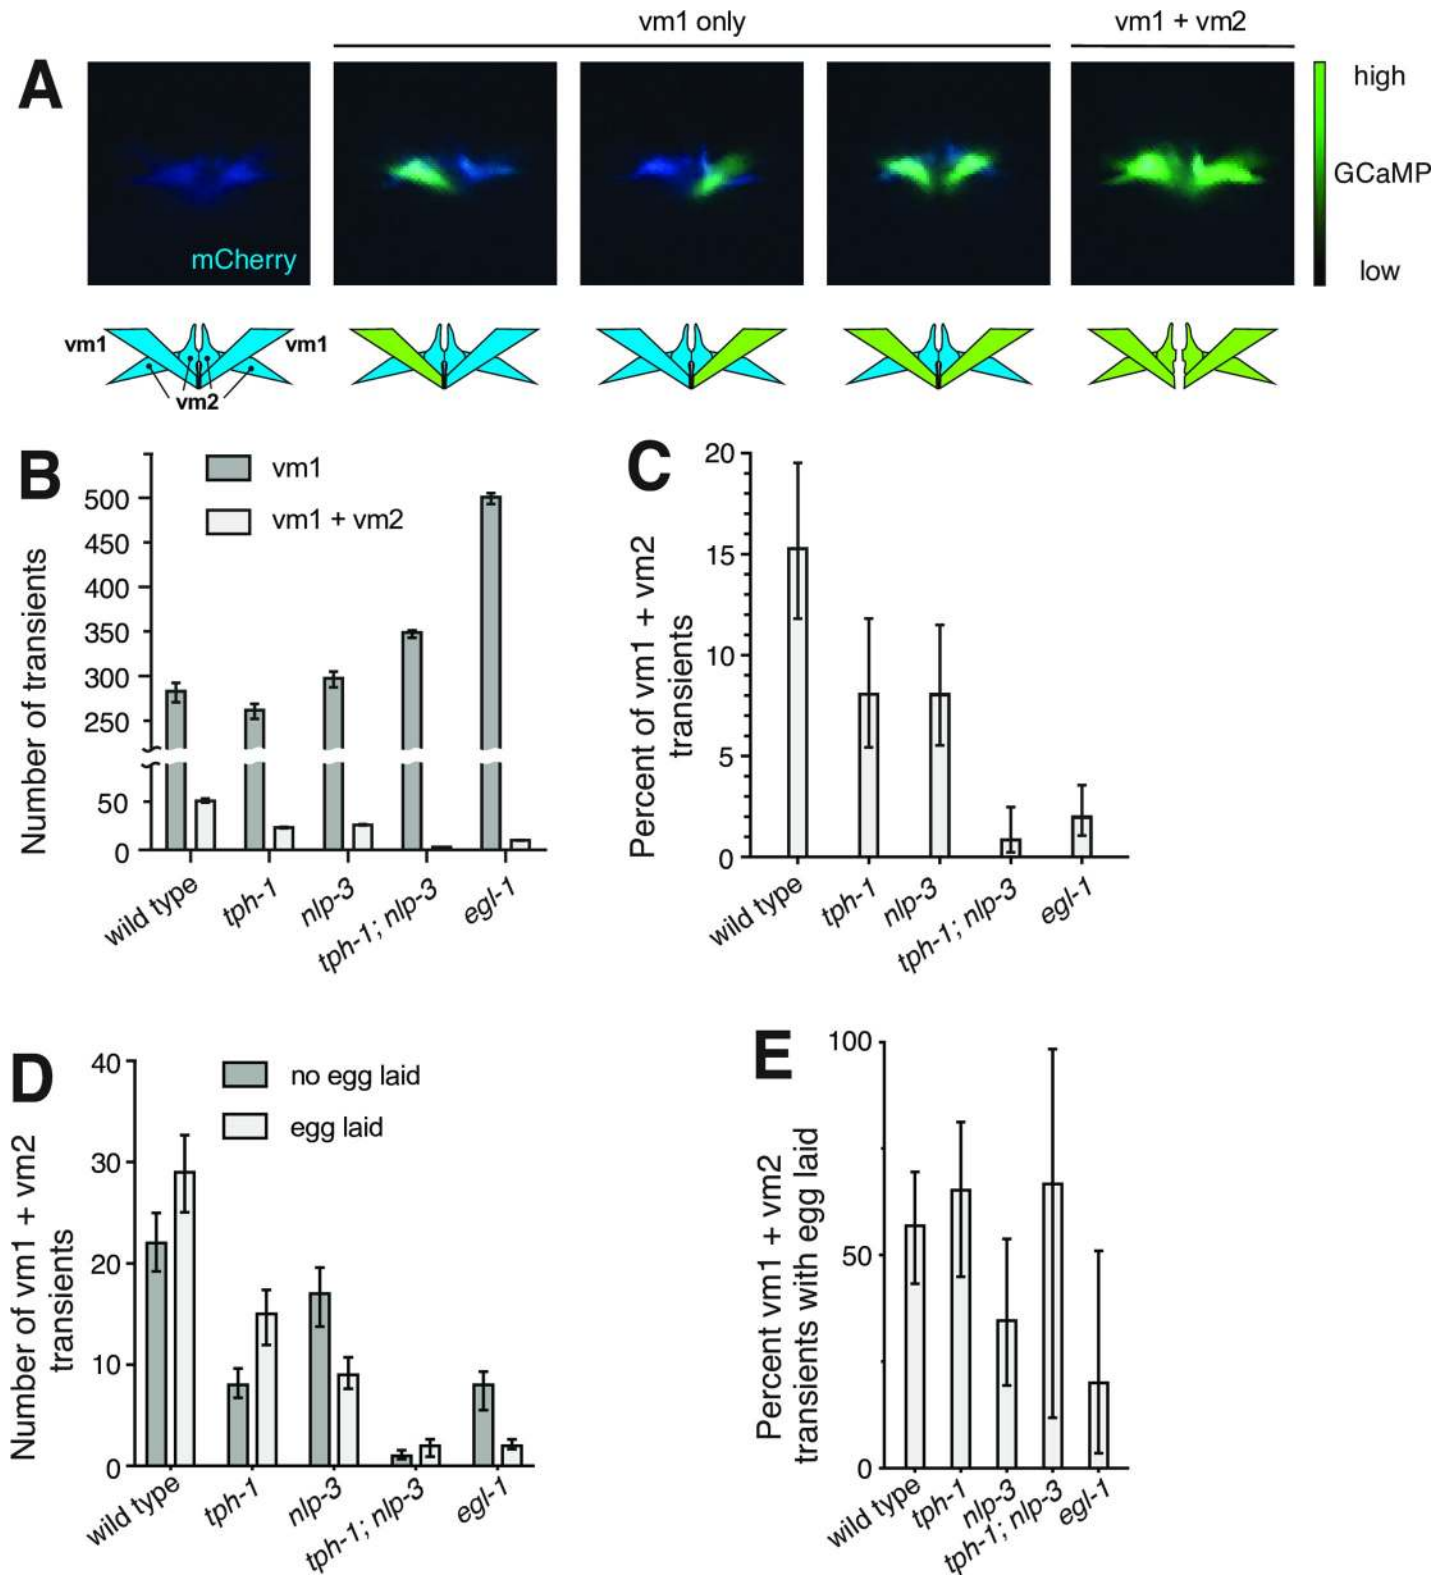 vm1 only
vm1 + vm2
A
mCherry
high
GCaMP
low
vm1
vm1
vm2
B
Number of transients
500
450
400
350
300
250
50
0
vm1
vm1 + vm2
wild type
tph-1
nlp-3
tph-1; nlp-3
egl-1
C
Percent of vm1 + vm2
transients
20
15
10
5
0
wild type
tph-1
nlp-3
tph-1; nlp-3
egl-1
D
Number of vm1 + vm2
transients
40
30
20
10
0
no egg laid
egg laid
wild type
tph-1
nlp-3
tph-1; nlp-3
egl-1
E
Percent vm1 + vm2
transients with egg laid
100
50
0
wild type
tph-1
nlp-3
tph-1; nlp-3
egl-1